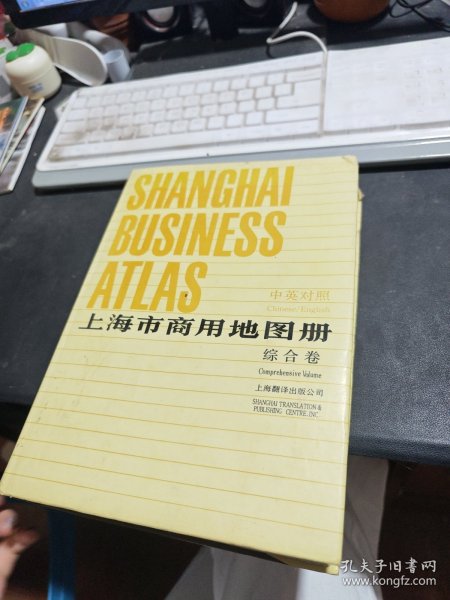 SHANGHAI
BUSINESS
ATLAS
中英对照
Chinese/English
上海市商用地图册
综合卷
Comprehensive Volume
上海翻译出版公司
SHANGHAI TRANSLATION &
PUBLISHING CENTRE, INC
孔夫子旧书网
www.kongfz.com